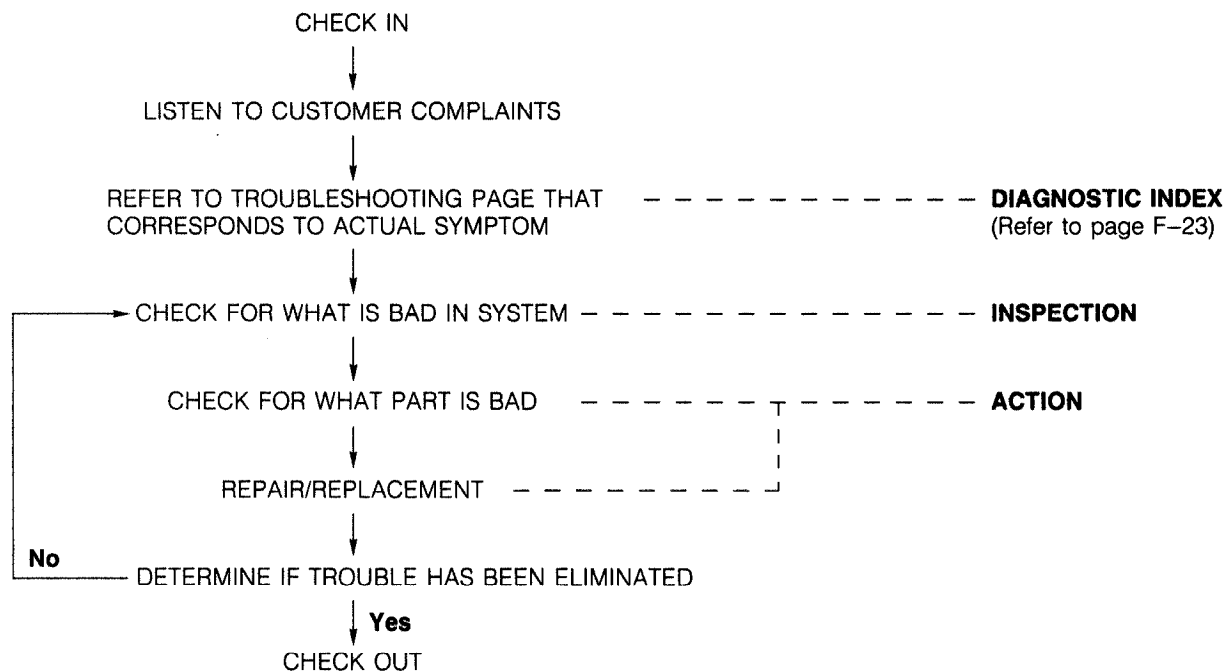 CHECK IN
LISTEN TO CUSTOMER COMPLAINTS
REFER TO TROUBLESHOOTING PAGE THAT
CORRESPONDS TO ACTUAL SYMPTOM
DIAGNOSTIC INDEX
(Refer to page F–23)
CHECK FOR WHAT IS BAD IN SYSTEM
INSPECTION
CHECK FOR WHAT PART IS BAD
ACTION
REPAIR/REPLACEMENT
No
DETERMINE IF TROUBLE HAS BEEN ELIMINATED
Yes
CHECK OUT